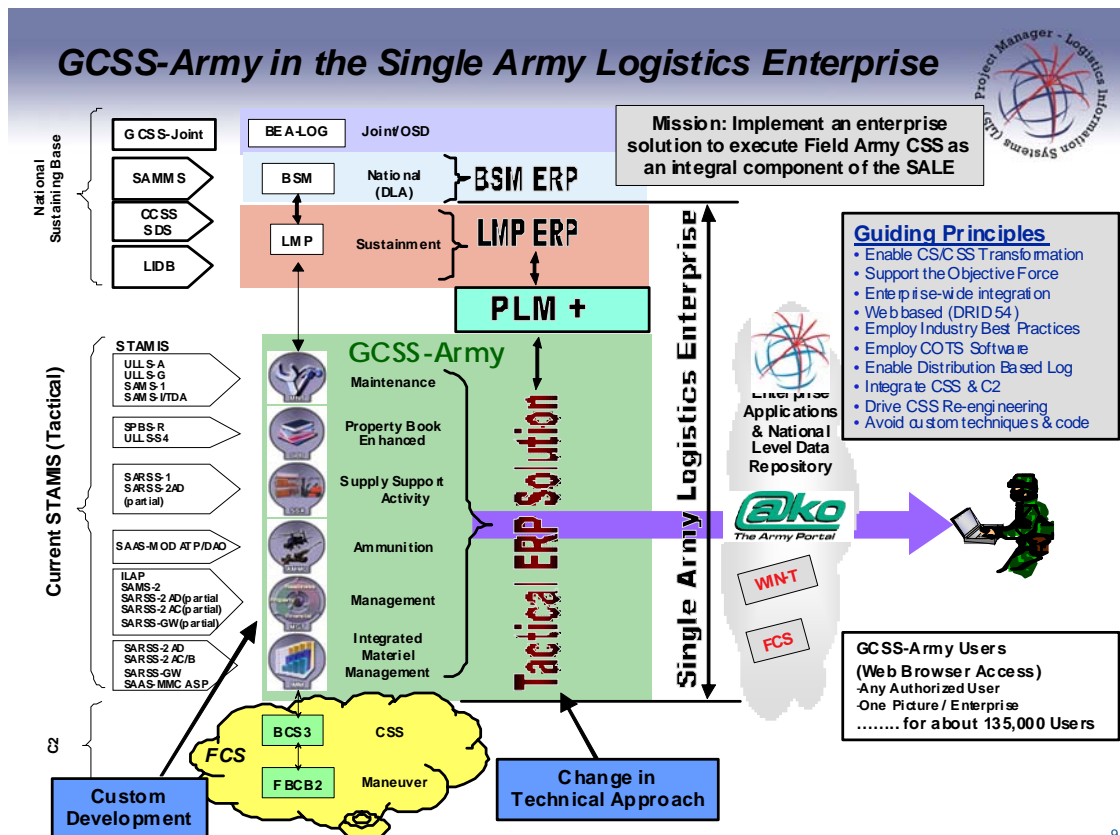 GCSS-Army in the Single Army Logistics Enterprise
Project Manager - Logistics Information Systems (LIS)
National
Sustaining Base
GCSS-Joint
SAMMS
CCSS
SDS
LIDB
BEA-LOG
Joint/OSD
BSM
National
(DLA)
BSM ERP
LMP
Sustainment
LMP ERP
PLM +
Mission: Implement an enterprise
solution to execute Field Army CSS as
an integral component of the SALE
Guiding Principles
• Enable CS/CSS Transformation
• Support the Objective Force
• Enterprise-wide integration
• Web based (DRID 54)
• Employ Industry Best Practices
• Employ COTS Software
• Enable Distribution Based Log
• Integrate CSS & C2
• Drive CSS Re-engineering
• Avoid custom techniques & code
Current STAMIS (Tactical)
STAMIS
ULLS-A
ULLS-G
SAMS-1
SAMS-I/TDA
SPBS-R
ULLS-S4
SARSS-1
SARSS-2AD
(partial)
SAAS-MOD ATP/DAO
ILAP
SAMS-2
SARSS-2AD(partial
SARSS-2AC(partial)
SARSS-GW(partial)
SARSS-2AD
SARSS-2AC/B
SARSS-GW
SAAS-MMC ASP
GCSS-Army
Maintenance
Property Book
Enhanced
Supply Support
Activity
Ammunition
Management
Integrated
Materiel
Management
Tactical ERP Solution
Single Army Logistics Enterprise
Enterprise
Applications
& National
Level Data
Repository
@ko
The Army Portal
WIN-T
FCS
GCSS-Army Users
(Web Browser Access)
-Any Authorized User
-One Picture / Enterprise
........ for about 135,000 Users
C2
FCS
BCS3
CSS
FBCB2
Maneuver
Custom
Development
Change in
Technical Approach
9